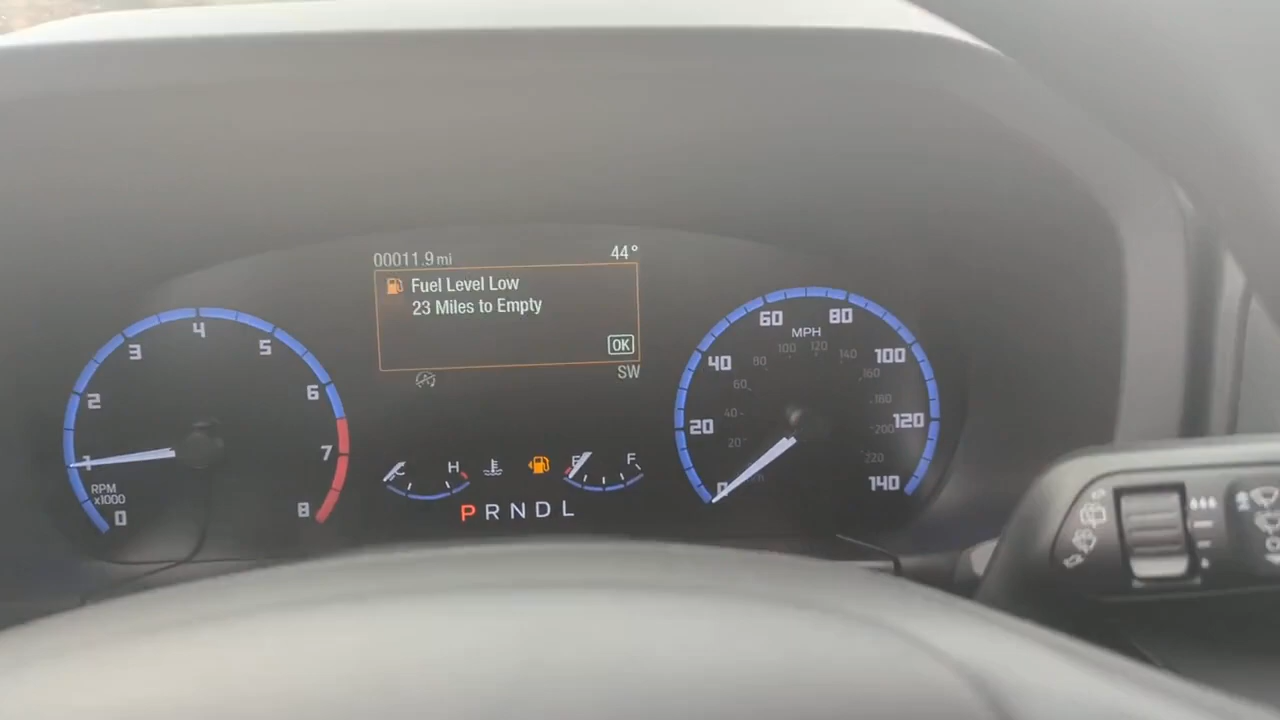 00011.9 mi 44°
Fuel Level Low
23 Miles to Empty
OK
SW
0 1 2 3 4 5 6 7 8
RPM
x1000
C H
E F
P R N D L
0 20 40 60 80 100 120 140
MPH
20 40 60 80 100 120 140 160 180 200 220